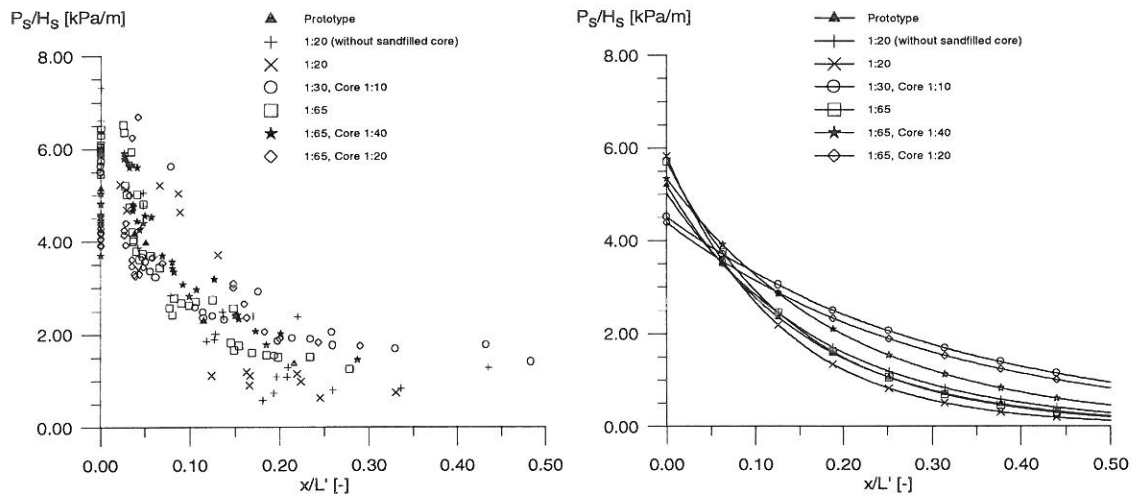 P_S/H_S [kPa/m]
8.00
6.00
4.00
2.00
0.00
0.00 0.10 0.20 0.30 0.40 0.50
x/L' [-]
Prototype
1:20 (without sandfilled core)
1:20
1:30, Core 1:10
1:65
1:65, Core 1:40
1:65, Core 1:20
P_S/H_S [kPa/m]
8.00
6.00
4.00
2.00
0.00
0.00 0.10 0.20 0.30 0.40 0.50
x/L' [-]
Prototype
1:20 (without sandfilled core)
1:20
1:30, Core 1:10
1:65
1:65, Core 1:40
1:65, Core 1:20